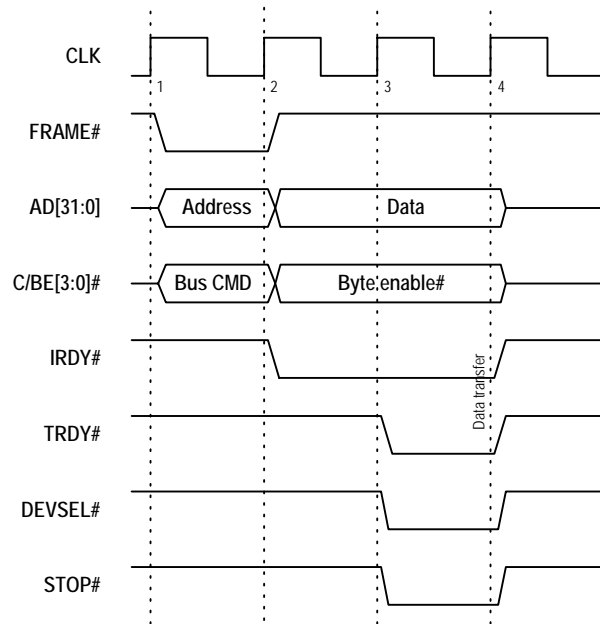 CLK
1 2 3 4
FRAME#
AD[31:0] Address Data
C/BE[3:0]# Bus CMD Byte enable#
IRDY#
Data transfer
TRDY#
DEVSEL#
STOP#